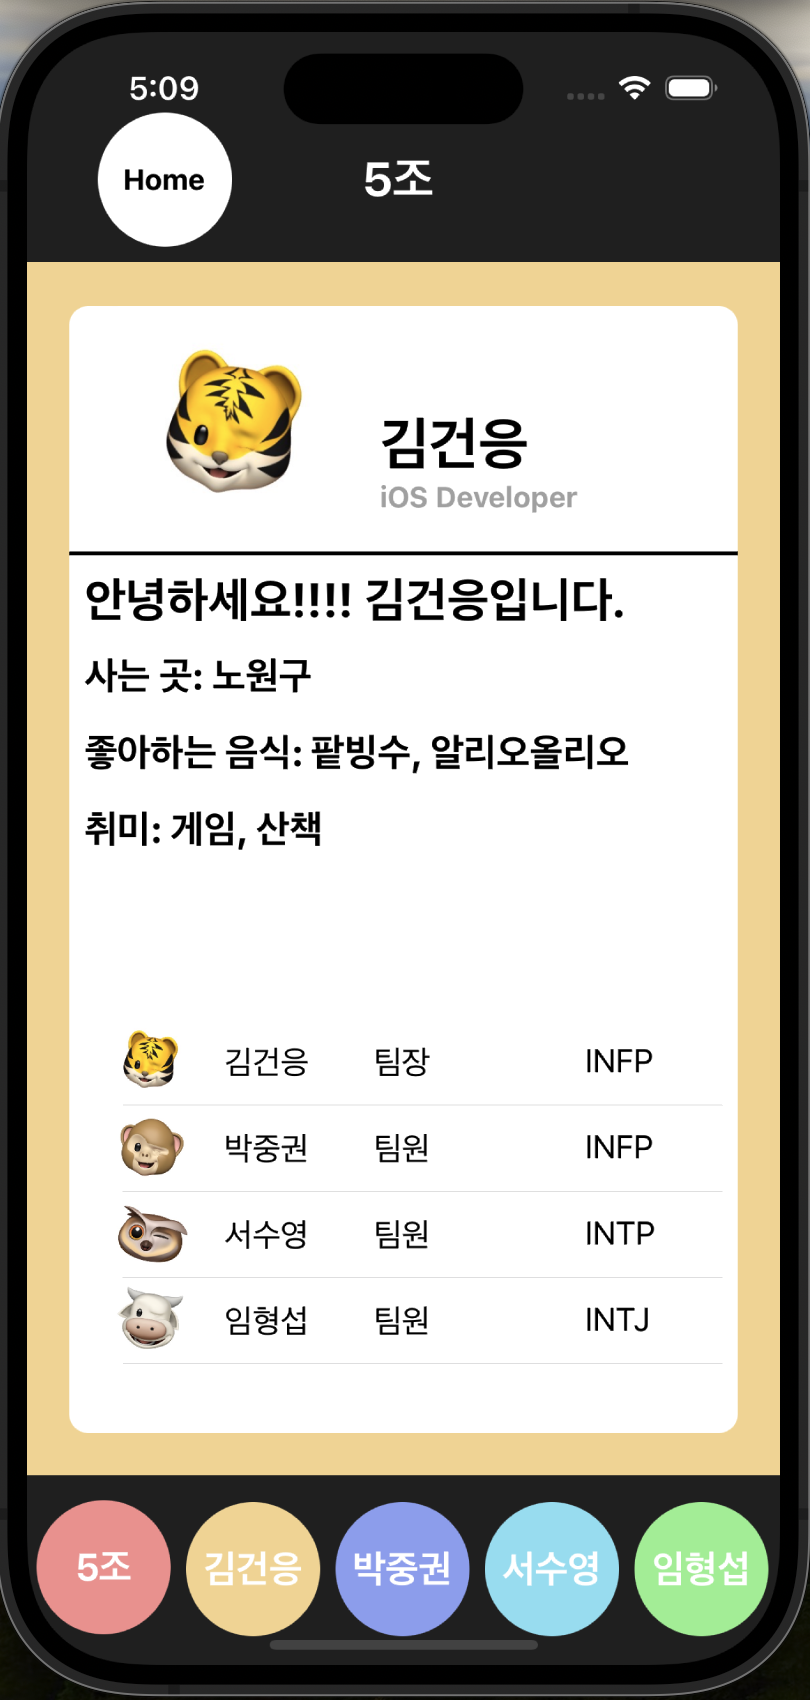 5:09
Home
5조
김건응
iOS Developer
안녕하세요!!!! 김건응입니다.
사는 곳: 노원구
좋아하는 음식: 팥빙수, 알리오올리오
취미: 게임, 산책
김건응 팀장 INFP
박중권 팀원 INFP
서수영 팀원 INTP
임형섭 팀원 INTJ
5조 김건응 박중권 서수영 임형섭